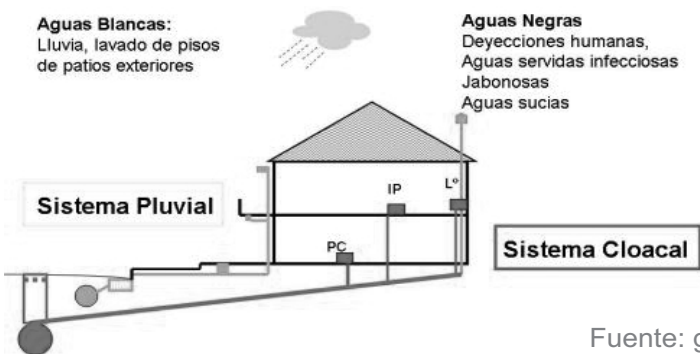 Aguas Blancas:
Lluvia, lavado de pisos
de patios exteriores
Aguas Negras
Deyecciones humanas,
Aguas servidas infecciosas
Jabonosas
Aguas sucias
Sistema Pluvial
IP
Lº
PC
Sistema Cloacal
Fuente: g